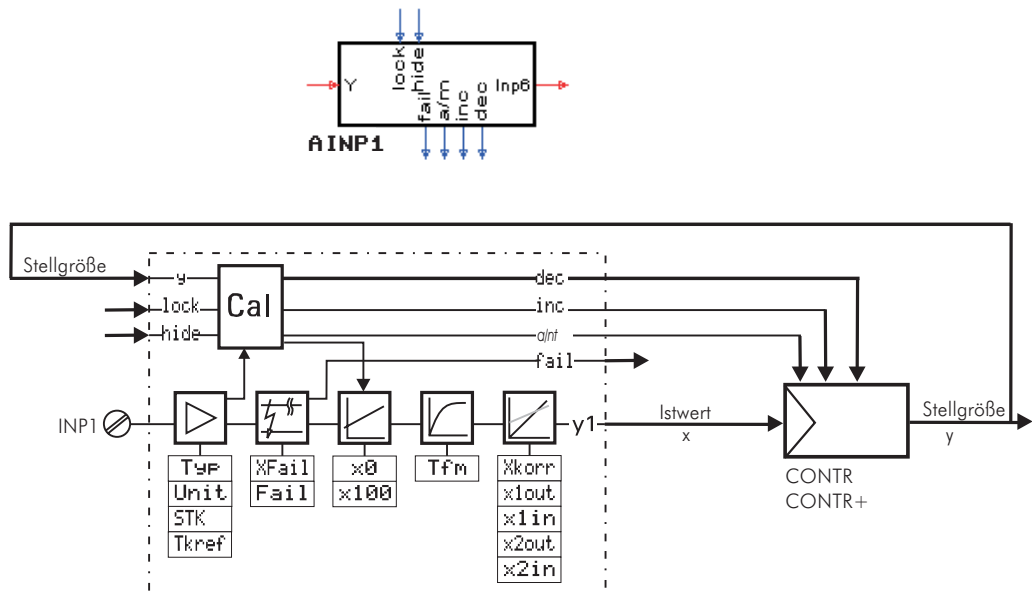 lock
hide
Y
Inp6
fail
a/m
inc
dec
AINP1
Stellgröße
y
lock
hide
Cal
dec
inc
a/nt
fail
INP1
y1
Istwert
x
Stellgröße
y
CONTR
CONTR+
Typ
Unit
STK
Tkref
XFail
Fail
x0
x100
Tfm
Xkorr
x1out
x1in
x2out
x2in